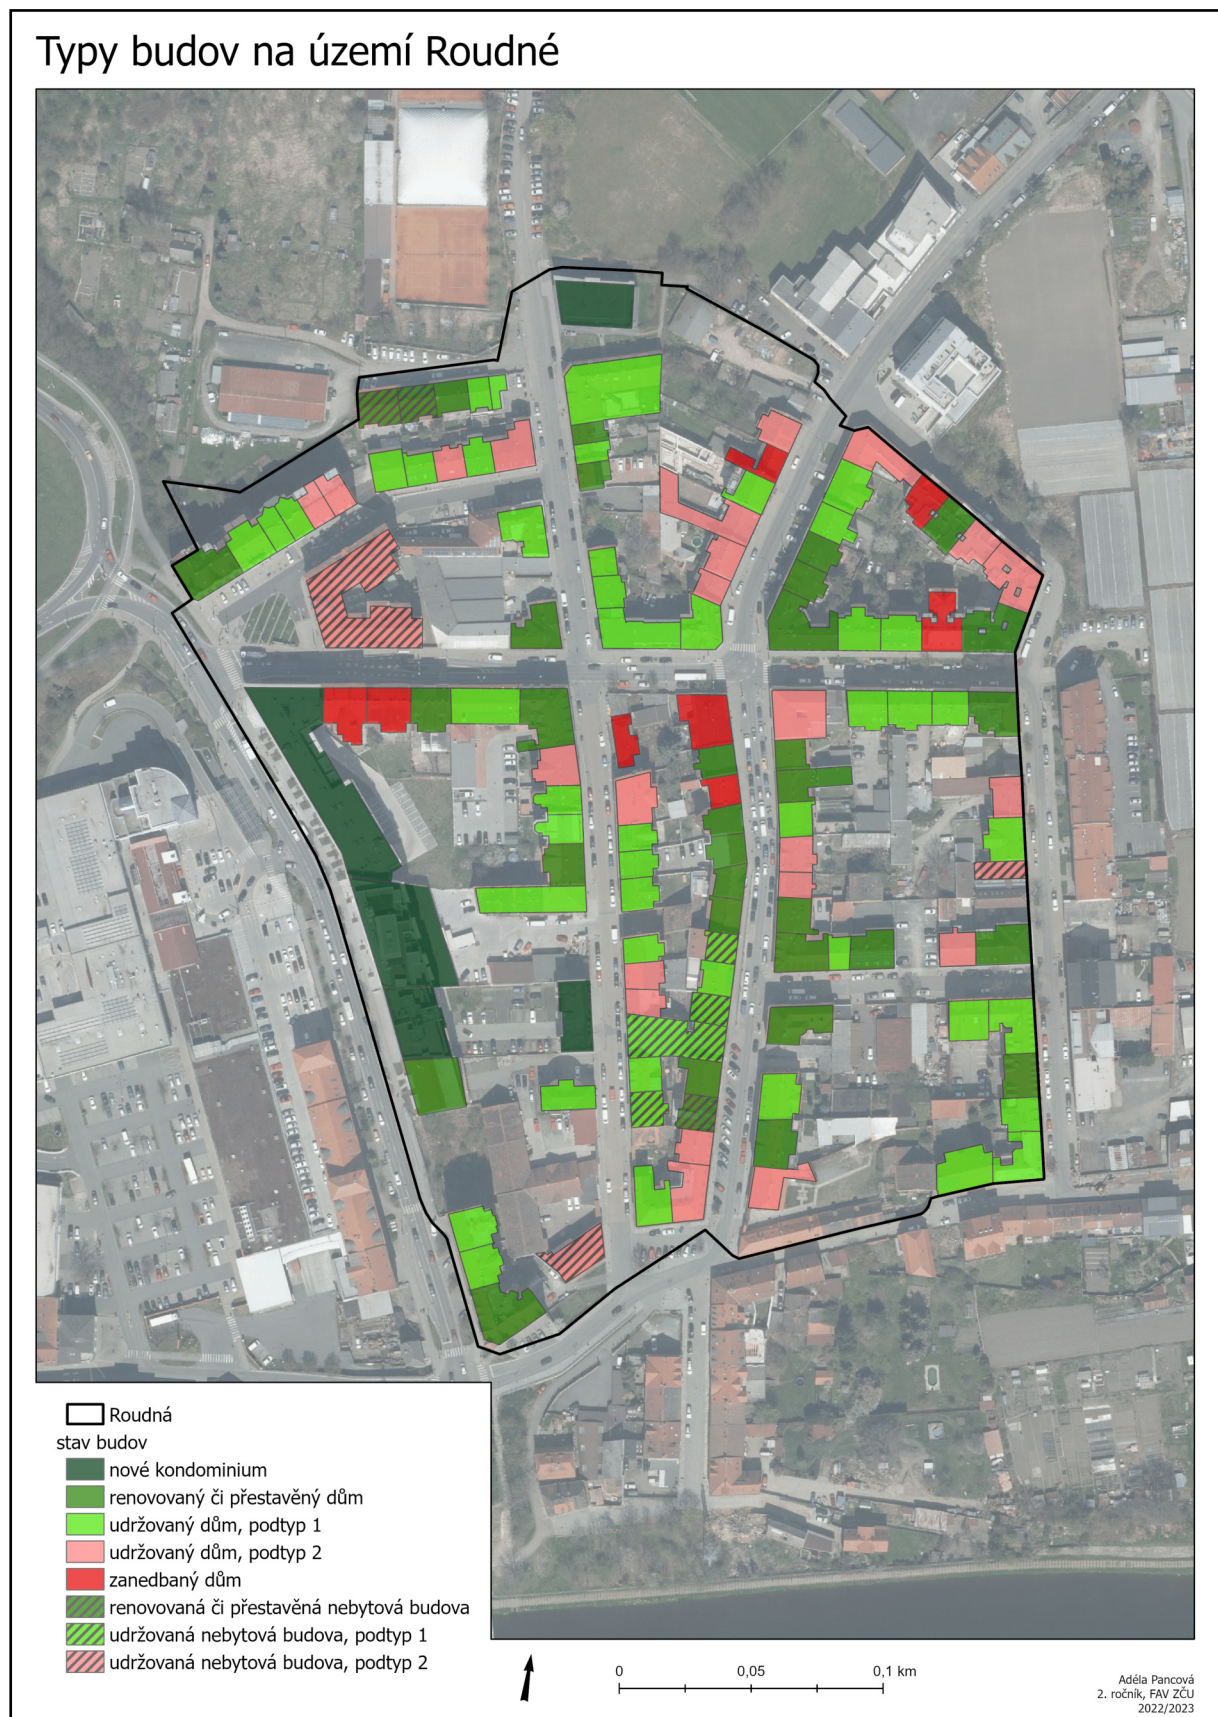 Typy budov na území Roudné
Roudná
stav budov
nové kondominium
renovovaný či přestavěný dům
udržovaný dům, podtyp 1
udržovaný dům, podtyp 2
zanedbaný dům
renovovaná či přestavěná nebytová budova
udržovaná nebytová budova, podtyp 1
udržovaná nebytová budova, podtyp 2
0 0,05 0,1 km
Adéla Pancová
2. ročník, FAV ZČU
2022/2023